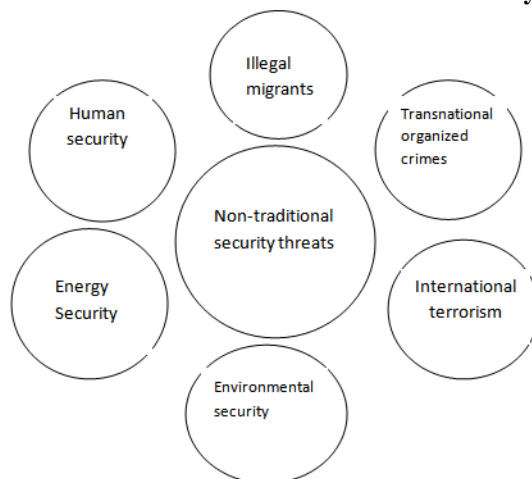 Illegal
migrants
Human
security
Transnational
organized
crimes
Non-traditional
security threats
Energy
Security
International
terrorism
Environmental
security